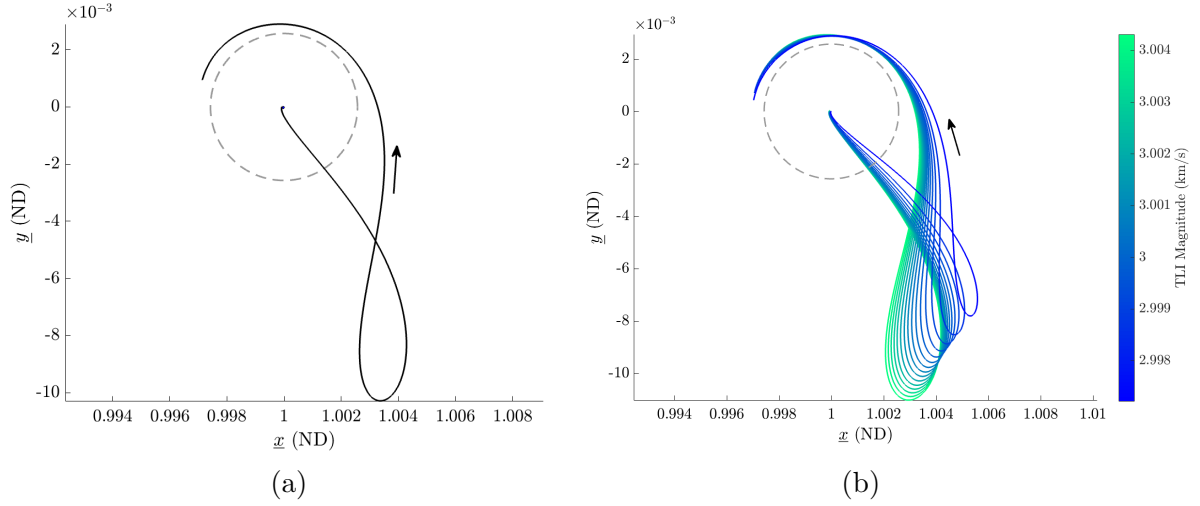 ×10⁻³
2
0
-2
-4
-6
-8
-10
y (ND)
0.994 0.996 0.998 1 1.002 1.004 1.006 1.008
x (ND)
(a)
×10⁻³
2
0
-2
-4
-6
-8
-10
y (ND)
0.994 0.996 0.998 1 1.002 1.004 1.006 1.008 1.01
x (ND)
(b)
3.004
3.003
3.002
3.001
3
2.999
2.998
TLI Magnitude (km/s)